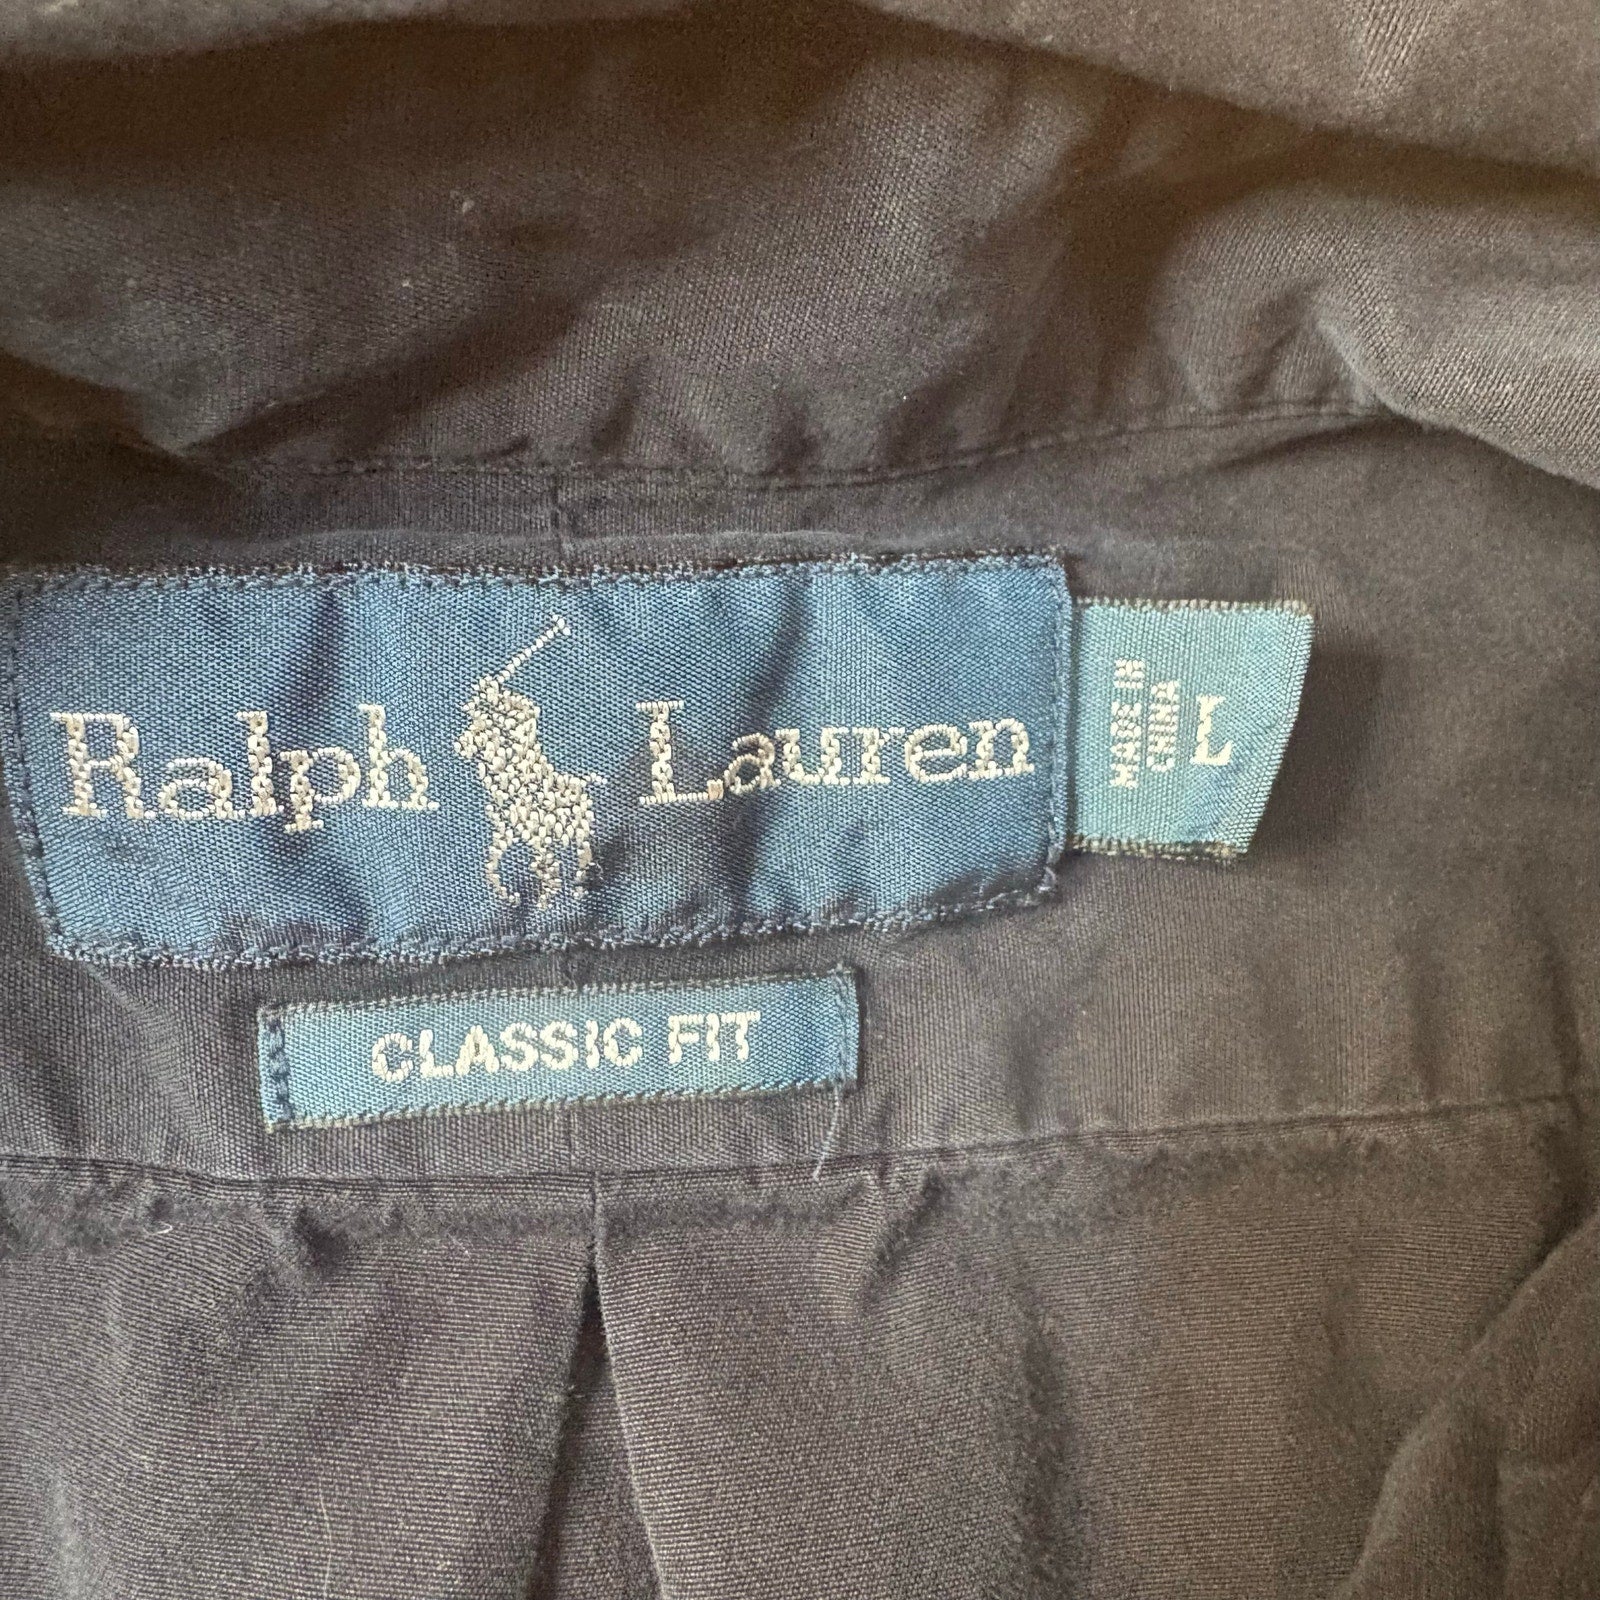 Ralph Lauren
MADE IN
CHINA
L
CLASSIC FIT